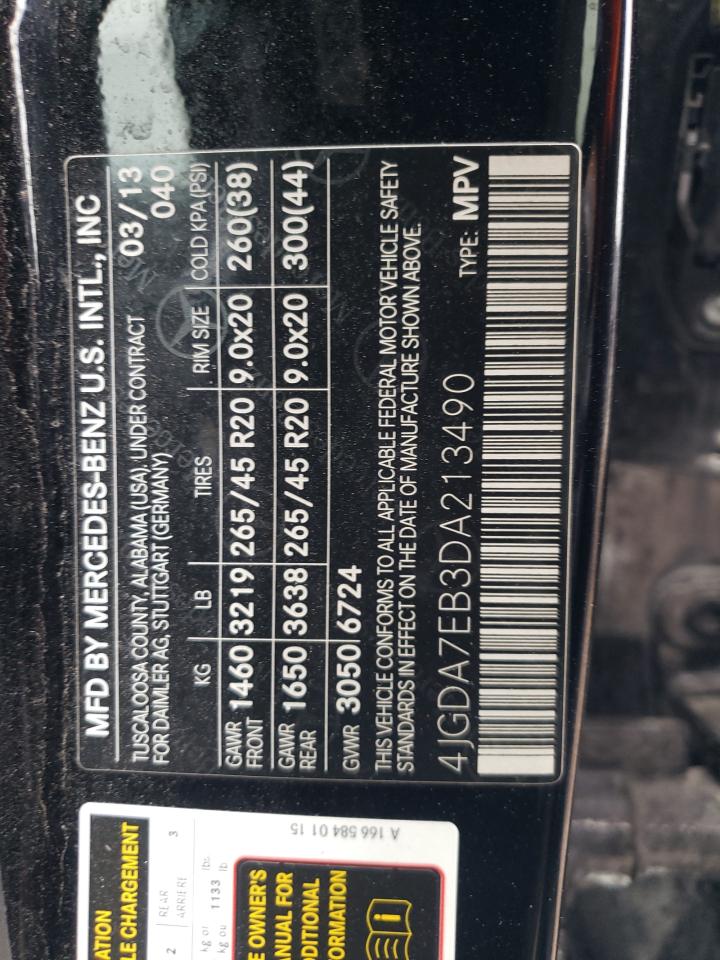 MFD BY MERCEDES-BENZ U.S. INTL., INC
TUSCALOOSA COUNTY, ALABAMA (USA), UNDER CONTRACT 03/13
FOR DAIMLER AG, STUTTGART (GERMANY) 040
KG LB TIRES RIM SIZE COLD KPA (PSI)
GAWR FRONT 1460 3219 265/45 R20 9.0x20 260(38)
GAWR REAR 1650 3638 265/45 R20 9.0x20 300(44)
GVWR 3050 6724
THIS VEHICLE CONFORMS TO ALL APPLICABLE FEDERAL MOTOR VEHICLE SAFETY
STANDARDS IN EFFECT ON THE DATE OF MANUFACTURE SHOWN ABOVE.
4JGDA7EB3DA213490 TYPE: MPV
LE CHARGEMENT
2 REAR 3
ARRIERE
kg or 1133 lbs.
kg ou lb
A 166 584 01 15
E OWNER'S
ANUAL FOR
DDITIONAL
ORMATION